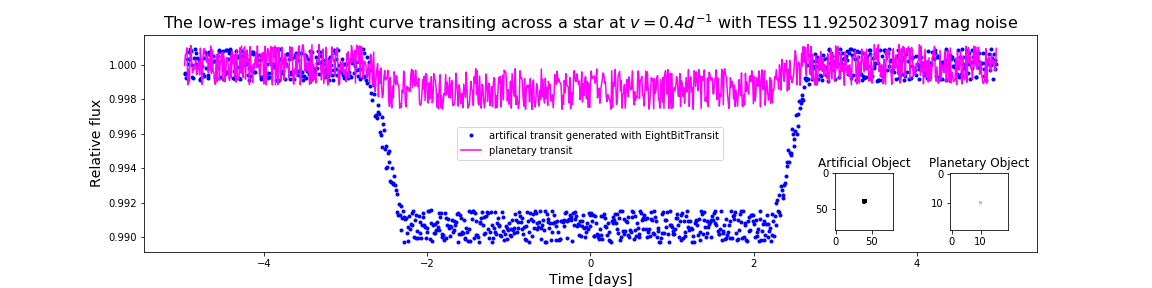 The low-res image's light curve transiting across a star at v = 0.4d⁻¹ with TESS 11.9250230917 mag noise
Relative flux
1.000
0.998
0.996
0.994
0.992
0.990
artifical transit generated with EightBitTransit
planetary transit
Artificial Object
0
50
0 50
Planetary Object
0
10
0 10
−4 −2 0 2 4
Time [days]